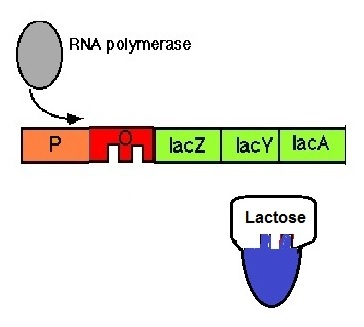 RNA polymerase
P O lacZ lacY lacA
Lactose